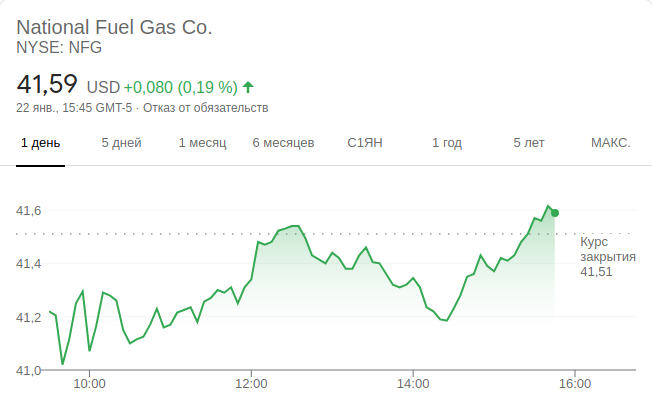 National Fuel Gas Co.
NYSE: NFG
41,59 USD +0,080 (0,19 %)
22 янв., 15:45 GMT-5 · Отказ от обязательств
1 день 5 дней 1 месяц 6 месяцев С1ЯН 1 год 5 лет МАКС.
41,6
Курс
закрытия
41,51
41,4
41,2
41,0
10:00 12:00 14:00 16:00